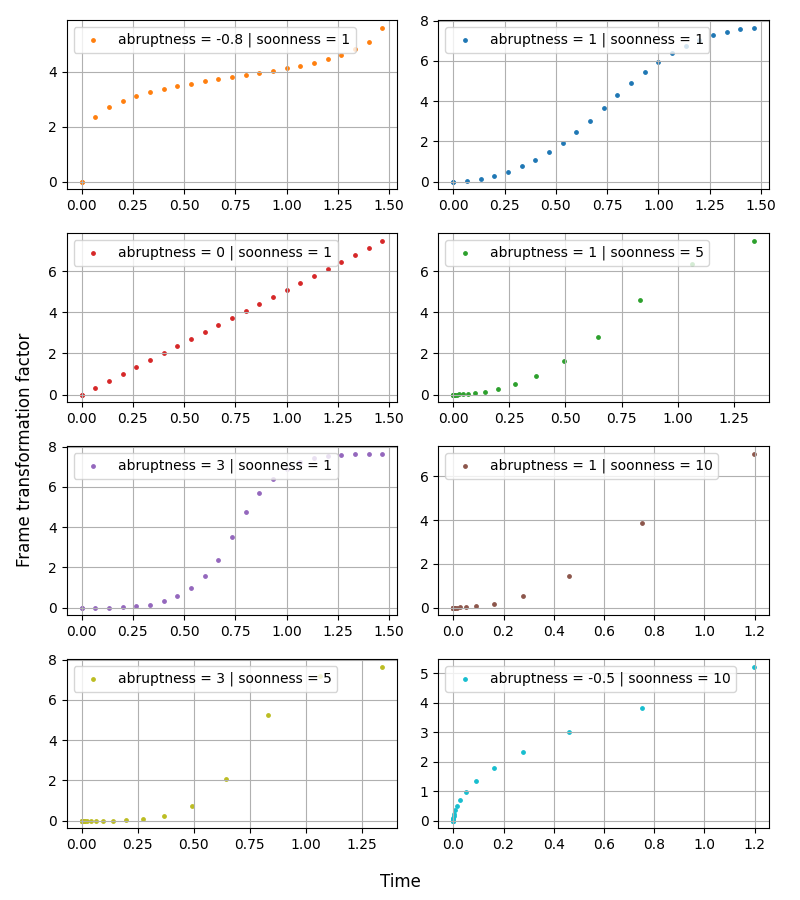 abruptness = -0.8 | soonness = 1
4
2
0
0.00 0.25 0.50 0.75 1.00 1.25 1.50
abruptness = 1 | soonness = 1
8
6
4
2
0
0.00 0.25 0.50 0.75 1.00 1.25 1.50
abruptness = 0 | soonness = 1
6
4
2
0
0.00 0.25 0.50 0.75 1.00 1.25 1.50
abruptness = 1 | soonness = 5
6
4
2
0
0.00 0.25 0.50 0.75 1.00 1.25
Frame transformation factor
abruptness = 3 | soonness = 1
8
6
4
2
0
0.00 0.25 0.50 0.75 1.00 1.25 1.50
abruptness = 1 | soonness = 10
6
4
2
0
0.0 0.2 0.4 0.6 0.8 1.0 1.2
abruptness = 3 | soonness = 5
8
6
4
2
0
0.00 0.25 0.50 0.75 1.00 1.25
abruptness = -0.5 | soonness = 10
5
4
3
2
1
0
0.0 0.2 0.4 0.6 0.8 1.0 1.2
Time